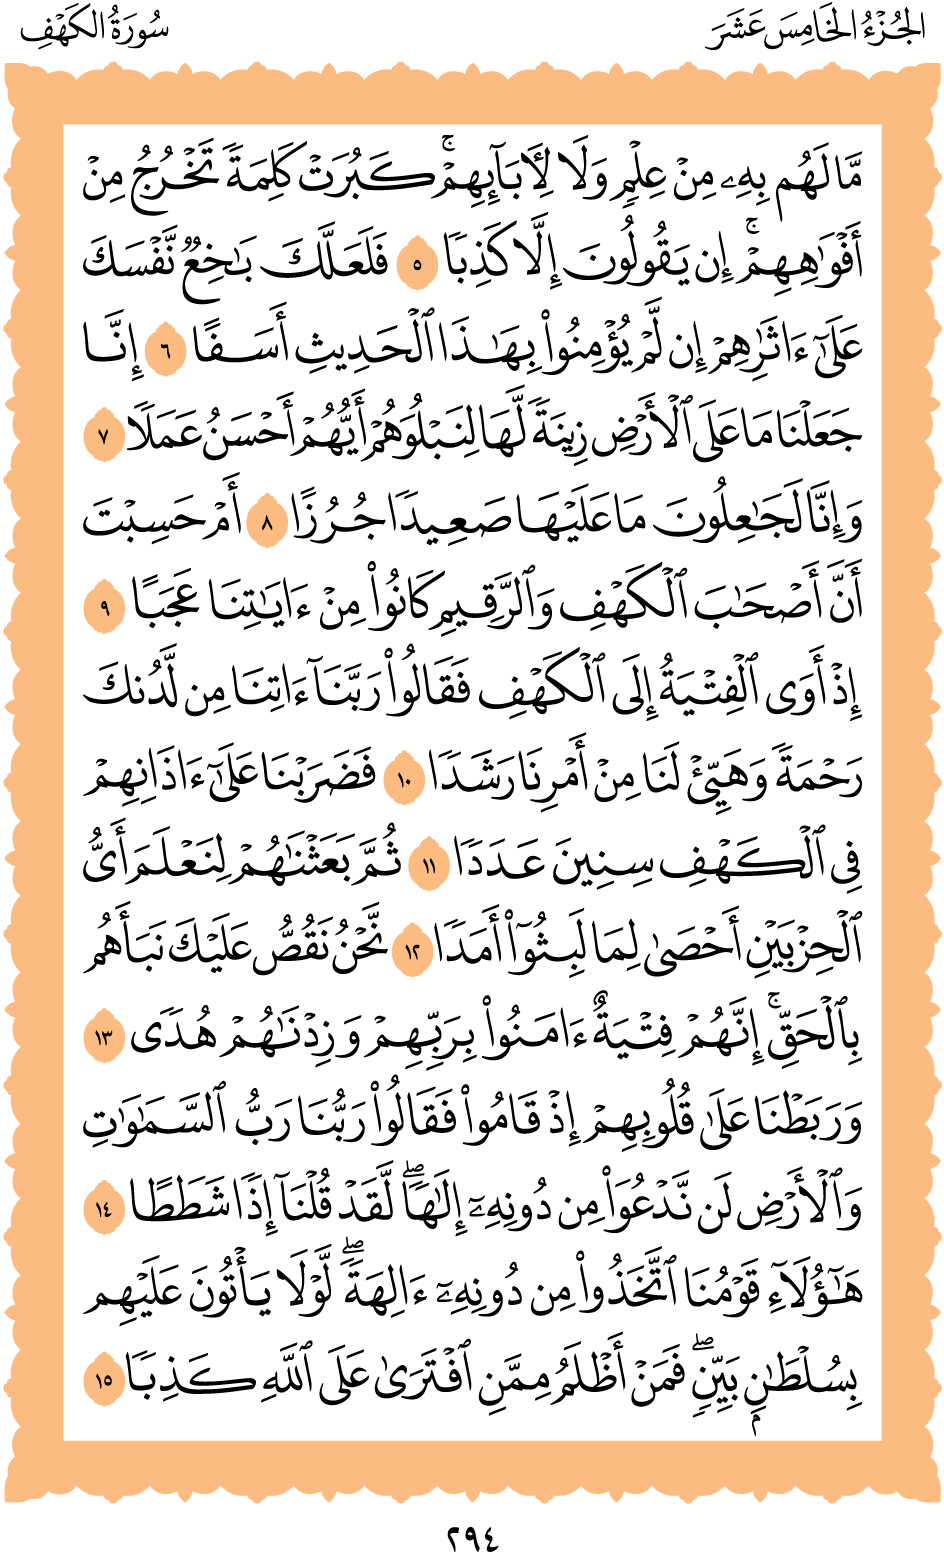 الجُزْءُ الخَامِسَ عَشَرَ
سُورَةُ الكَهْفِ
مَّا لَهُم بِهِۦ مِنْ عِلْمٍ وَلَا لِأٓبَآئِهِمْۚ كَبُرَتْ كَلِمَةً تَخْرُجُ مِنْ
أَفْوَٰهِهِمْۚ إِن يَقُولُونَ إِلَّا كَذِبًا ٥ فَلَعَلَّكَ بَٰخِعٌ نَّفْسَكَ
عَلَىٰٓ ءَاثَٰرِهِمْ إِن لَّمْ يُؤْمِنُوا۟ بِهَٰذَا ٱلْحَدِيثِ أَسَفًا ٦ إِنَّا
جَعَلْنَا مَا عَلَى ٱلْأَرْضِ زِينَةً لَّهَا لِنَبْلُوَهُمْ أَيُّهُمْ أَحْسَنُ عَمَلًا ٧
وَإِنَّا لَجَٰعِلُونَ مَا عَلَيْهَا صَعِيدًا جُرُزًا ٨ أَمْ حَسِبْتَ
أَنَّ أَصْحَٰبَ ٱلْكَهْفِ وَٱلرَّقِيمِ كَانُوا۟ مِنْ ءَايَٰتِنَا عَجَبًا ٩
إِذْ أَوَى ٱلْفِتْيَةُ إِلَى ٱلْكَهْفِ فَقَالُوا۟ رَبَّنَآ ءَاتِنَا مِن لَّدُنكَ
رَحْمَةً وَهَيِّئْ لَنَا مِنْ أَمْرِنَا رَشَدًا ١٠ فَضَرَبْنَا عَلَىٰٓ ءَاذَانِهِمْ
فِى ٱلْكَهْفِ سِنِينَ عَدَدًا ١١ ثُمَّ بَعَثْنَٰهُمْ لِنَعْلَمَ أَىُّ
ٱلْحِزْبَيْنِ أَحْصَىٰ لِمَا لَبِثُوٓا۟ أَمَدًا ١٢ نَّحْنُ نَقُصُّ عَلَيْكَ نَبَأَهُم
بِٱلْحَقِّۚ إِنَّهُمْ فِتْيَةٌ ءَامَنُوا۟ بِرَبِّهِمْ وَزِدْنَٰهُمْ هُدًى ١٣
وَرَبَطْنَا عَلَىٰ قُلُوبِهِمْ إِذْ قَامُوا۟ فَقَالُوا۟ رَبُّنَا رَبُّ ٱلسَّمَٰوَٰتِ
وَٱلْأَرْضِ لَن نَّدْعُوَا۟ مِن دُونِهِۦٓ إِلَٰهًاۖ لَّقَدْ قُلْنَآ إِذًا شَطَطًا ١٤
هَٰٓؤُلَآءِ قَوْمُنَا ٱتَّخَذُوا۟ مِن دُونِهِۦٓ ءَالِهَةًۖ لَّوْلَا يَأْتُونَ عَلَيْهِم
بِسُلْطَٰنٍۭ بَيِّنٍۖ فَمَنْ أَظْلَمُ مِمَّنِ ٱفْتَرَىٰ عَلَى ٱللَّهِ كَذِبًا ١٥
٢٩٤